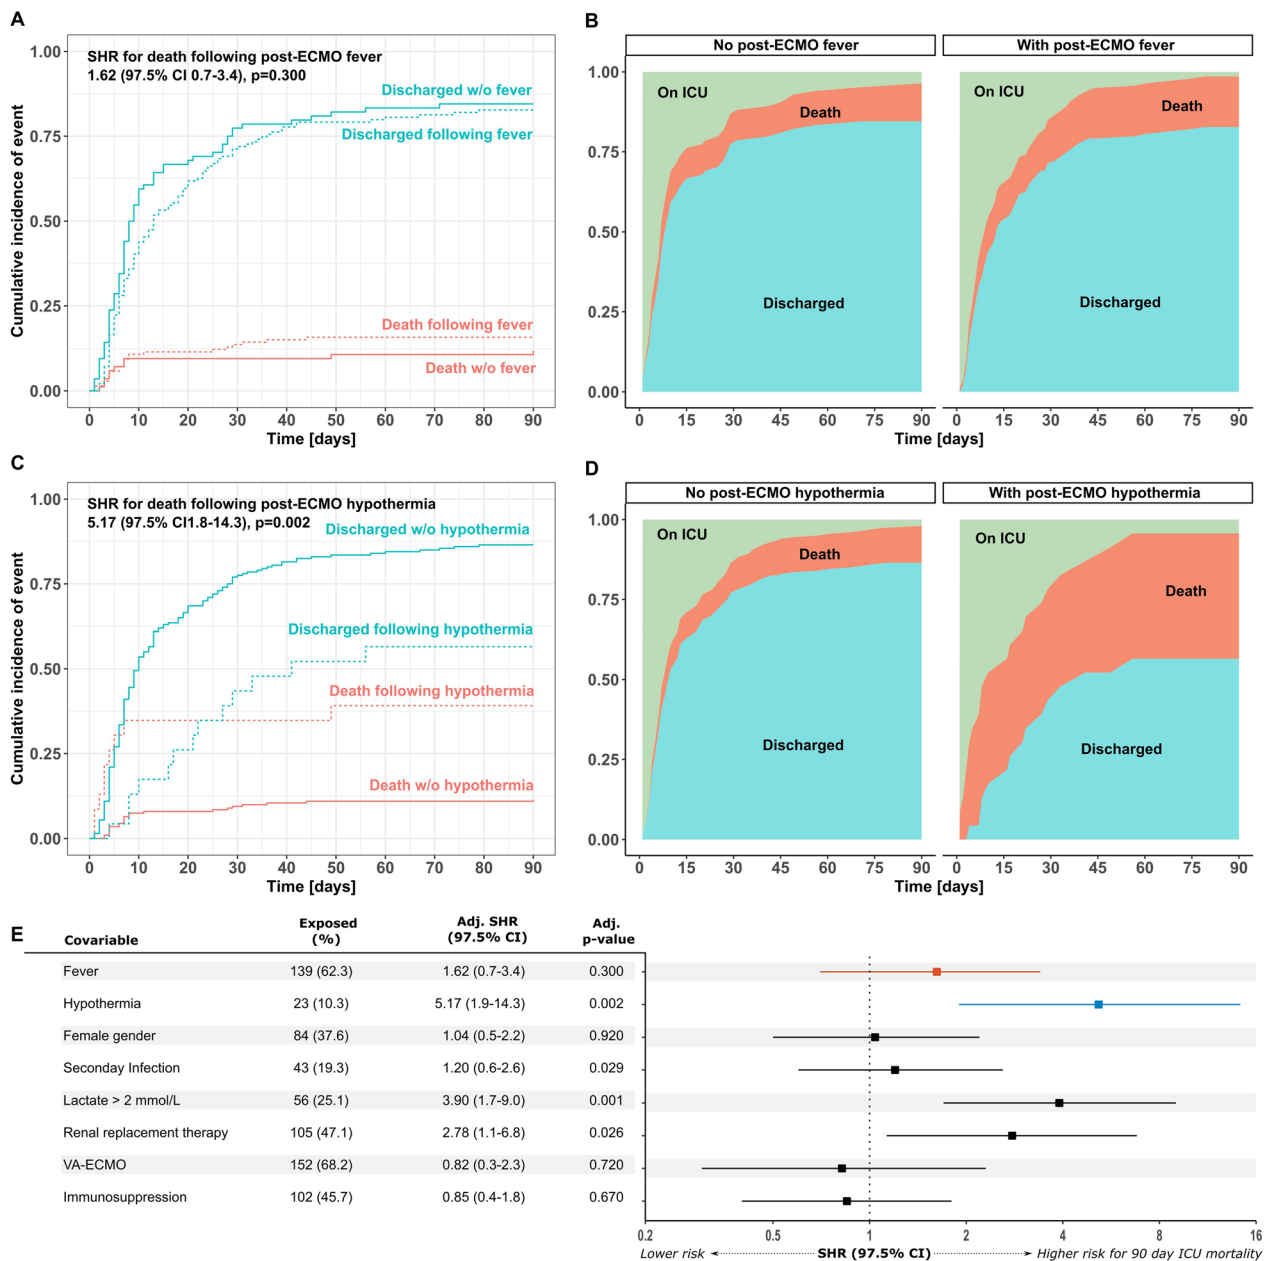 A
SHR for death following post-ECMO fever
1.62 (97.5% CI 0.7-3.4), p=0.300
Discharged w/o fever
Discharged following fever
Death following fever
Death w/o fever
Cumulative incidence of event
1.00
0.75
0.50
0.25
0.00
0 10 20 30 40 50 60 70 80 90
Time [days]
B
No post-ECMO fever
With post-ECMO fever
On ICU
Death
Discharged
On ICU
Death
Discharged
1.00
0.75
0.50
0.25
0.00
0 15 30 45 60 75 90
0 15 30 45 60 75 90
Time [days]
C
SHR for death following post-ECMO hypothermia
5.17 (97.5% CI1.8-14.3), p=0.002
Discharged w/o hypothermia
Discharged following hypothermia
Death following hypothermia
Death w/o hypothermia
Cumulative incidence of event
1.00
0.75
0.50
0.25
0.00
0 10 20 30 40 50 60 70 80 90
Time [days]
D
No post-ECMO hypothermia
With post-ECMO hypothermia
On ICU
Death
Discharged
On ICU
Death
Discharged
1.00
0.75
0.50
0.25
0.00
0 15 30 45 60 75 90
0 15 30 45 60 75 90
Time [days]
E
Covariable Exposed (%) Adj. SHR (97.5% CI) Adj. p-value
Fever 139 (62.3) 1.62 (0.7-3.4) 0.300
Hypothermia 23 (10.3) 5.17 (1.9-14.3) 0.002
Female gender 84 (37.6) 1.04 (0.5-2.2) 0.920
Seconday Infection 43 (19.3) 1.20 (0.6-2.6) 0.029
Lactate > 2 mmol/L 56 (25.1) 3.90 (1.7-9.0) 0.001
Renal replacement therapy 105 (47.1) 2.78 (1.1-6.8) 0.026
VA-ECMO 152 (68.2) 0.82 (0.3-2.3) 0.720
Immunosuppression 102 (45.7) 0.85 (0.4-1.8) 0.670
0.2 0.5 1 2 4 8 16
Lower risk SHR (97.5% CI) Higher risk for 90 day ICU mortality